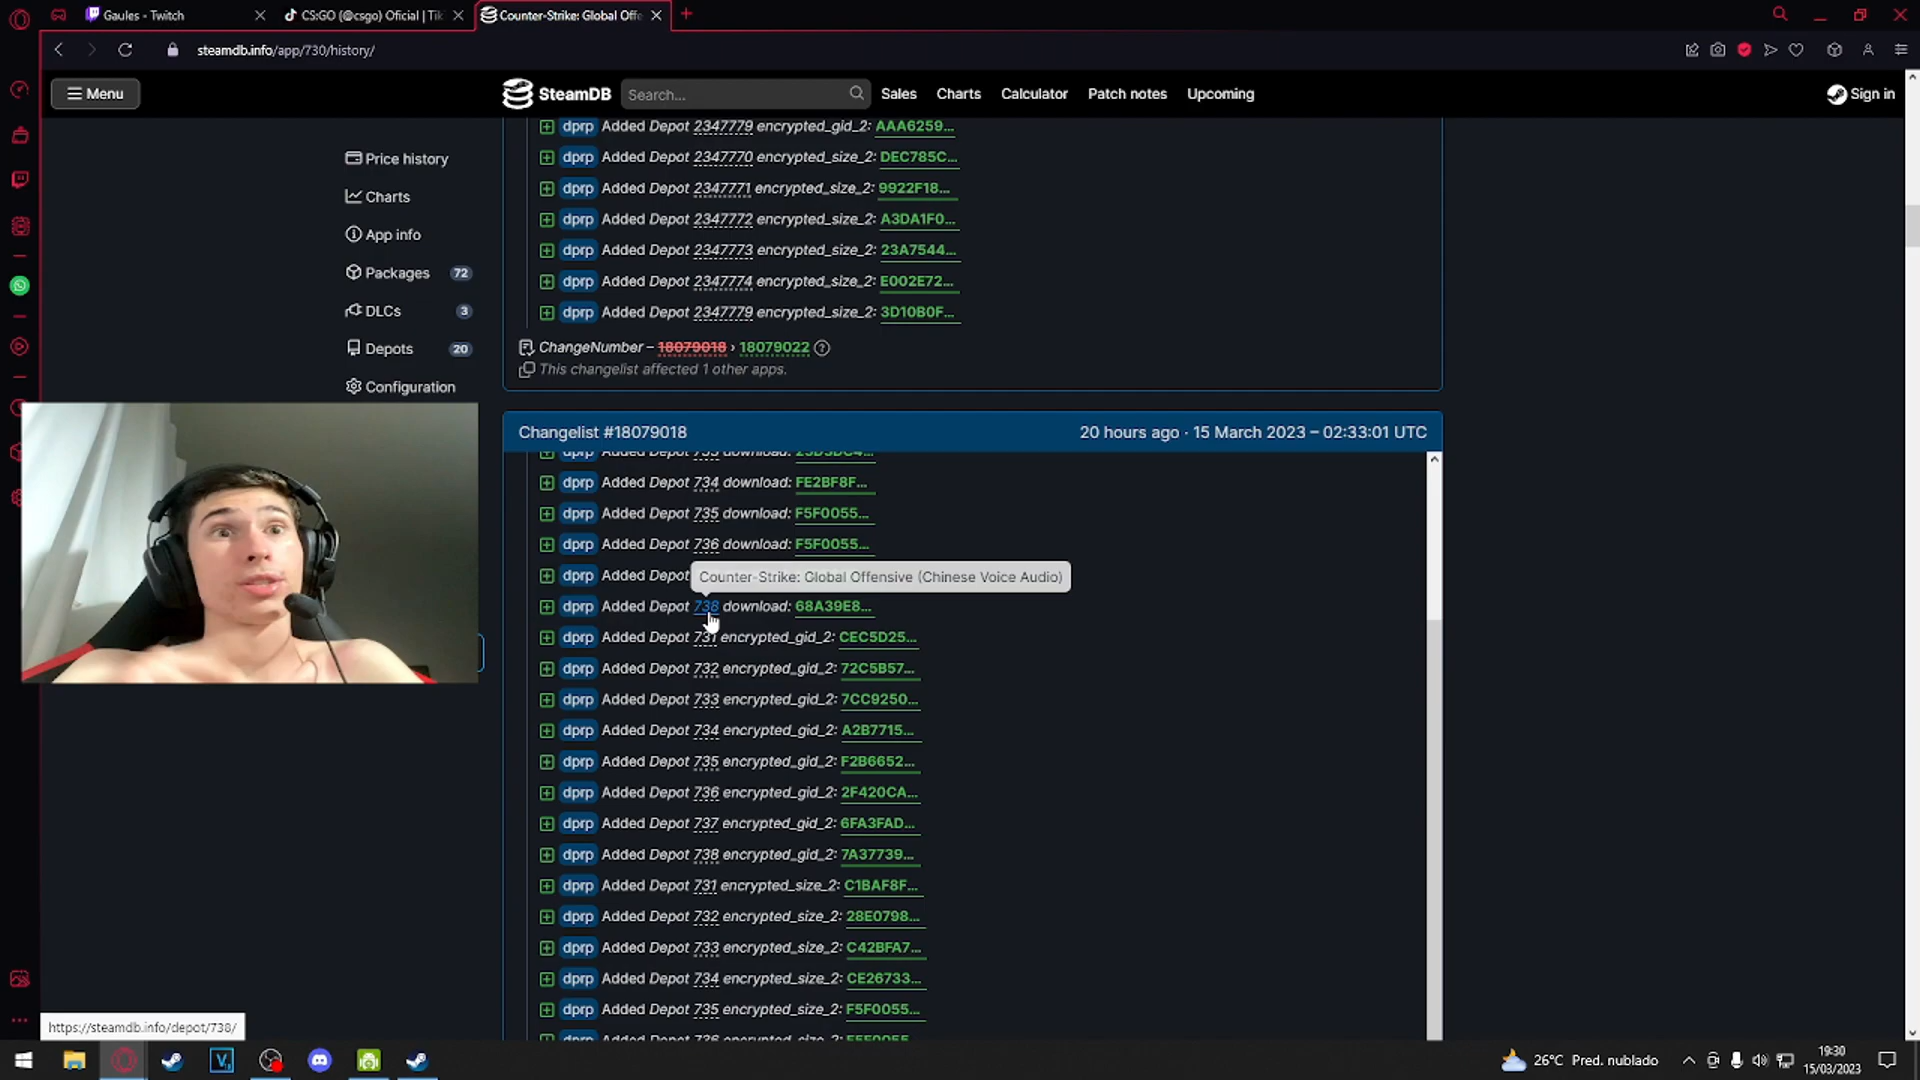 Gaules - Twitch
CS:GO (@csgo) Oficial | Tik
Counter-Strike: Global Offe
steamdb.info/app/730/history/
Menu
SteamDB
Search...
Sales
Charts
Calculator
Patch notes
Upcoming
Sign in
Price history
Charts
App info
Packages 72
DLCs 3
Depots 20
Configuration
dprp Added Depot 2347779 encrypted_gid_2: AAA6259...
dprp Added Depot 2347770 encrypted_size_2: DEC785C...
dprp Added Depot 2347771 encrypted_size_2: 9922F18...
dprp Added Depot 2347772 encrypted_size_2: A3DA1F0...
dprp Added Depot 2347773 encrypted_size_2: 23A7544...
dprp Added Depot 2347774 encrypted_size_2: E002E72...
dprp Added Depot 2347779 encrypted_size_2: 3D10B0F...
ChangeNumber – 18079018 › 18079022 ?
This changelist affected 1 other apps.
Changelist #18079018
20 hours ago · 15 March 2023 – 02:33:01 UTC
dprp Added Depot download:
dprp Added Depot 734 download: FE2BF8F...
dprp Added Depot 735 download: F5F0055...
dprp Added Depot 736 download: F5F0055...
dprp Added Depot
Counter-Strike: Global Offensive (Chinese Voice Audio)
dprp Added Depot 738 download: 68A39E8...
dprp Added Depot 731 encrypted_gid_2: CEC5D25...
dprp Added Depot 732 encrypted_gid_2: 72C5B57...
dprp Added Depot 733 encrypted_gid_2: 7CC9250...
dprp Added Depot 734 encrypted_gid_2: A2B7715...
dprp Added Depot 735 encrypted_gid_2: F2B6652...
dprp Added Depot 736 encrypted_gid_2: 2F420CA...
dprp Added Depot 737 encrypted_gid_2: 6FA3FAD...
dprp Added Depot 738 encrypted_gid_2: 7A37739...
dprp Added Depot 731 encrypted_size_2: C1BAF8F...
dprp Added Depot 732 encrypted_size_2: 28E0798...
dprp Added Depot 733 encrypted_size_2: C42BFA7...
dprp Added Depot 734 encrypted_size_2: CE26733...
dprp Added Depot 735 encrypted_size_2: F5F0055...
https://steamdb.info/depot/738/
26°C Pred. nublado
19:30
15/03/2023